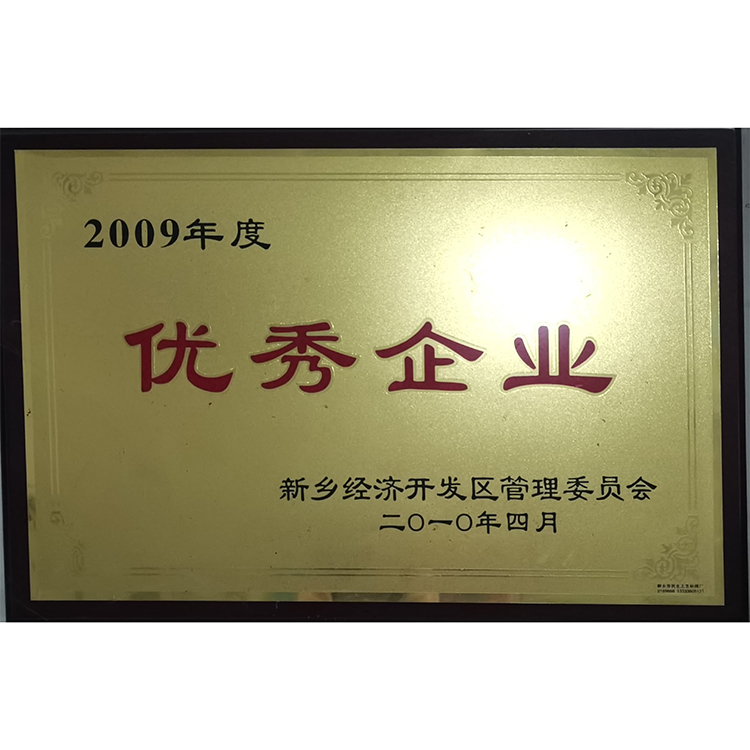 2009年度
优秀企业
新乡经济开发区管理委员会
二〇一〇年四月